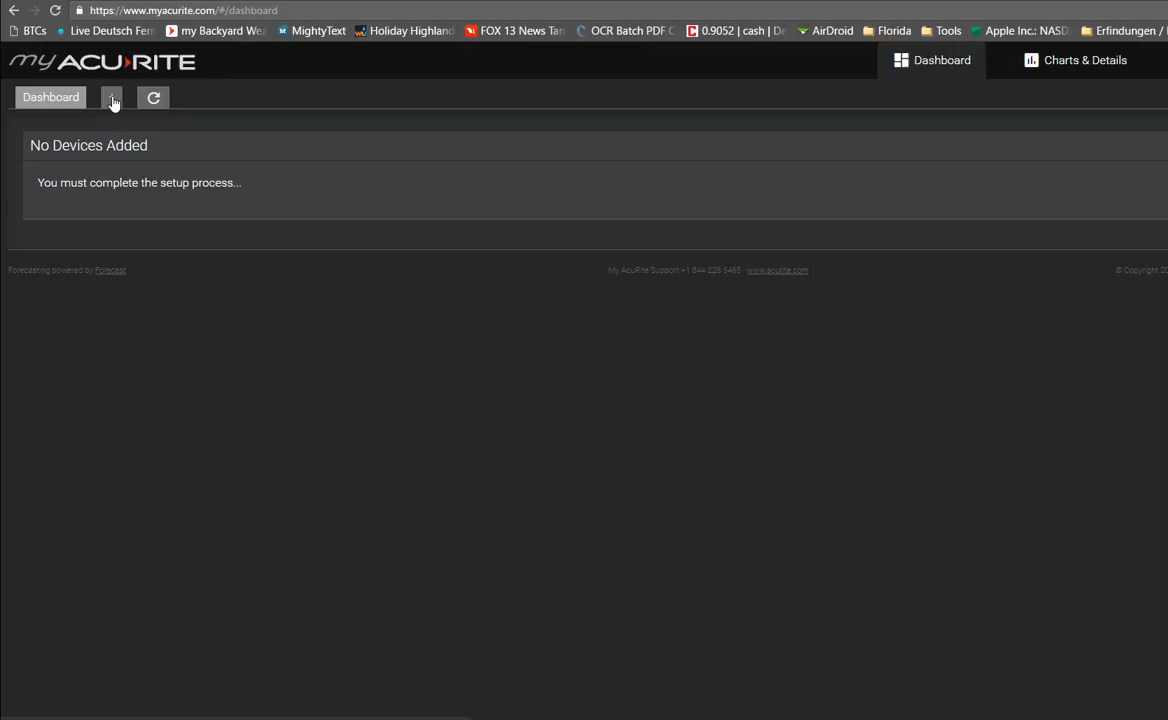 https://www.myacurite.com/#/dashboard
BTCs Live Deutsch Fern my Backyard Wea MightyText Holiday Highland FOX 13 News Tam OCR Batch PDF 0.9052 | cash | De AirDroid Florida Tools Apple Inc.: NASD Erfindungen /
my ACU RITE Dashboard Charts & Details
Dashboard
No Devices Added
You must complete the setup process...
Forecasting powered by Forecast My AcuRite Support +1 844 228 5465 - www.acurite.com © Copyright 20